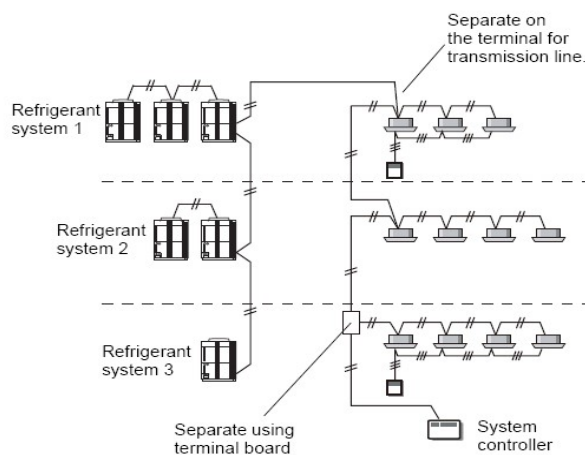 Separate on
the terminal for
transmission line.
Refrigerant
system 1
Refrigerant
system 2
Refrigerant
system 3
Separate using
terminal board
System
controller